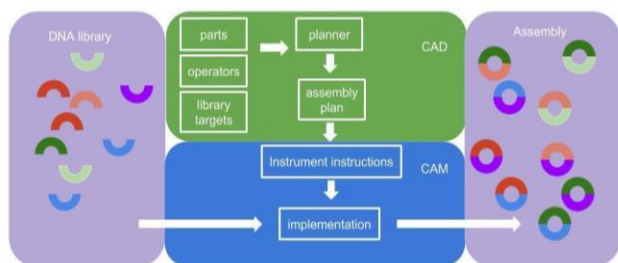 DNA library
parts
operators
library
targets
planner
CAD
assembly
plan
Instrument instructions
CAM
implementation
Assembly